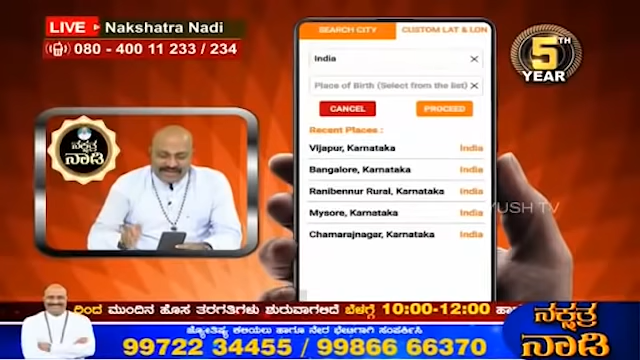 LIVE Nakshatra Nadi
080 - 400 11 233 / 234
SEARCH CITY
CUSTOM LAT & LON
India
Place of Birth (Select from the list)
CANCEL
PROCEED
Recent Places :
Vijapur, Karnataka India
Bangalore, Karnataka India
Ranibennur Rural, Karnataka India
Mysore, Karnataka India
Chamarajnagar, Karnataka India
5TH
YEAR
ನಕ್ಷತ್ರ
ನಾಡಿ
YUSH TV
ರಿಂದ ಮುಂದಿನ ಹೊಸ ತರಗತಿಗಳು ಶುರುವಾಗಲಿದೆ ಬೆಳಗ್ಗೆ 10:00-12:00
ಜ್ಯೋತಿಷ್ಯ ಕಲಿಯಲು ಹಾಗೂ ನೇರ ಭೇಟಿಗಾಗಿ ಸಂಪರ್ಕಿಸಿ
99722 34455 / 99866 66370
ನಕ್ಷತ್ರ
ನಾಡಿ